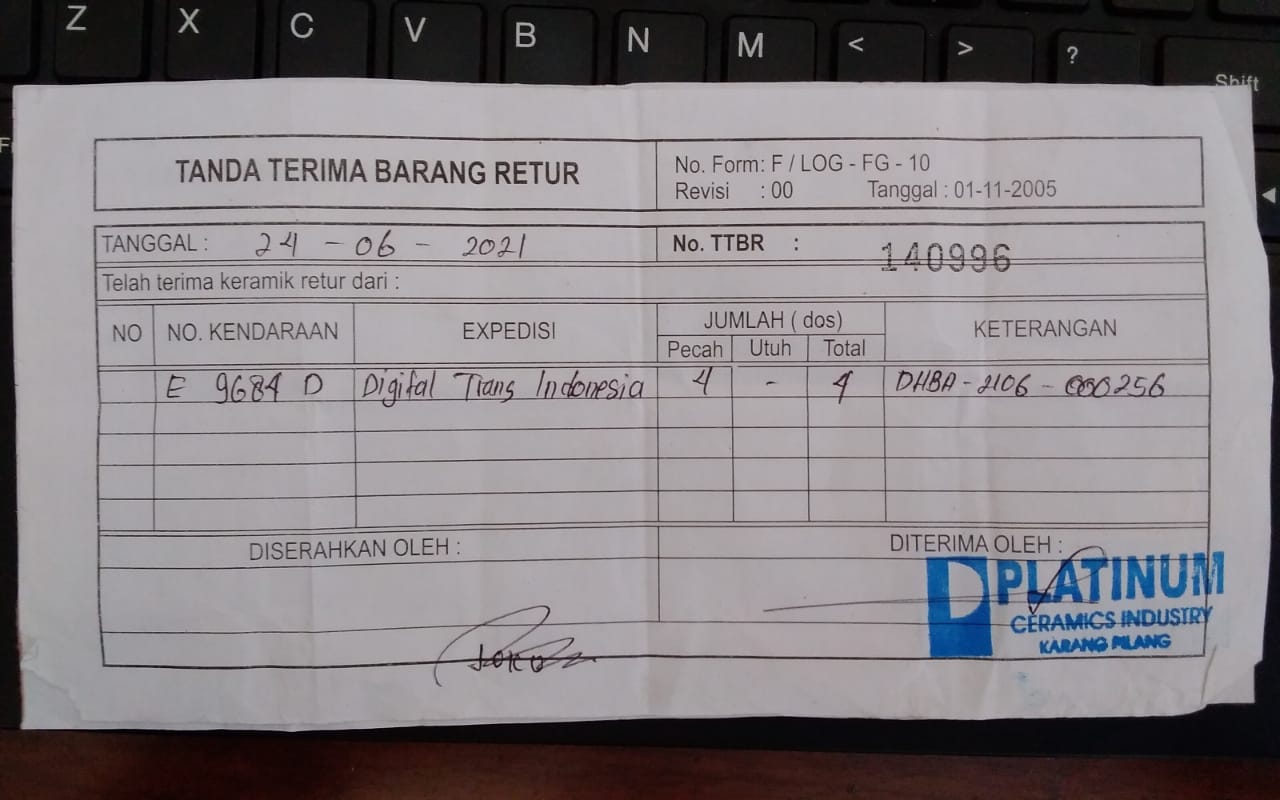 Z X C V B N M < > ?
Shift
TANDA TERIMA BARANG RETUR
No. Form: F / LOG - FG - 10
Revisi : 00 Tanggal : 01-11-2005
TANGGAL : 24 - 06 - 2021
No. TTBR : 140996
Telah terima keramik retur dari :
NO NO. KENDARAAN EXPEDISI JUMLAH ( dos) KETERANGAN
Pecah Utuh Total
E 9684 D Digital Trans Indonesia 4 - 4 DHBA - 2106 - 000256
DISERAHKAN OLEH : DITERIMA OLEH :
PLATINUM
CERAMICS INDUSTRY
KARANG PILANG